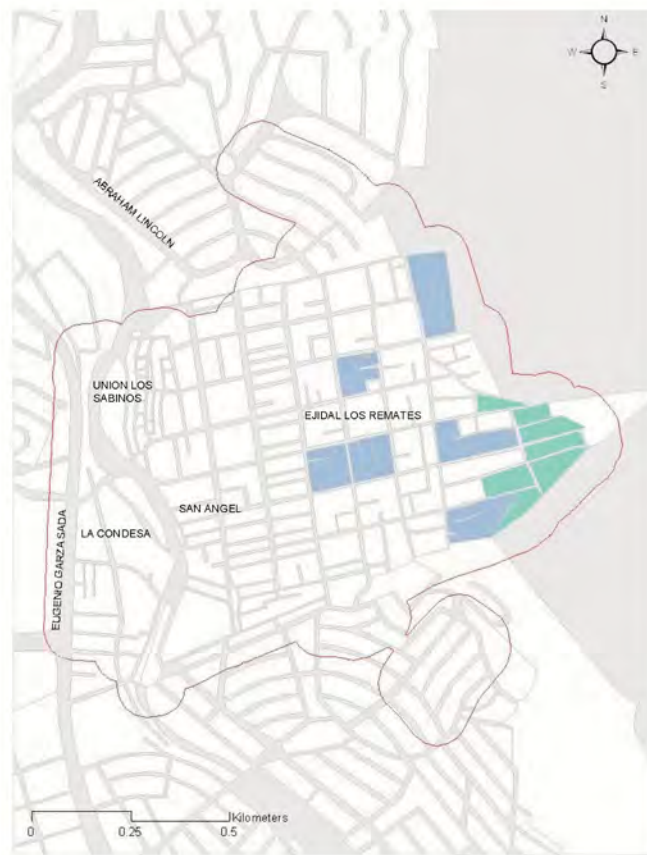 N
W E
S
ABRAHAM LINCOLN
UNION LOS
SABINOS
EJIDAL LOS REMATES
SAN ANGEL
LA CONDESA
EUGENIO GARZA SADA
Kilometers
0 0.25 0.5